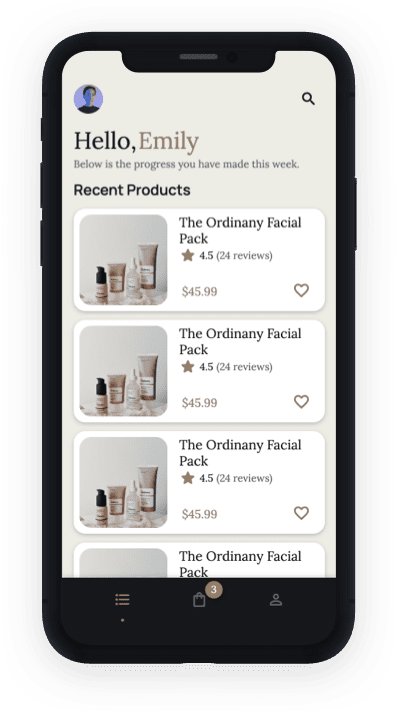 Hello, Emily
Below is the progress you have made this week.
Recent Products
The Ordinany Facial
Pack
4.5 (24 reviews)
$45.99
The Ordinany Facial
Pack
4.5 (24 reviews)
$45.99
The Ordinany Facial
Pack
4.5 (24 reviews)
$45.99
The Ordinany Facial
Pack
3